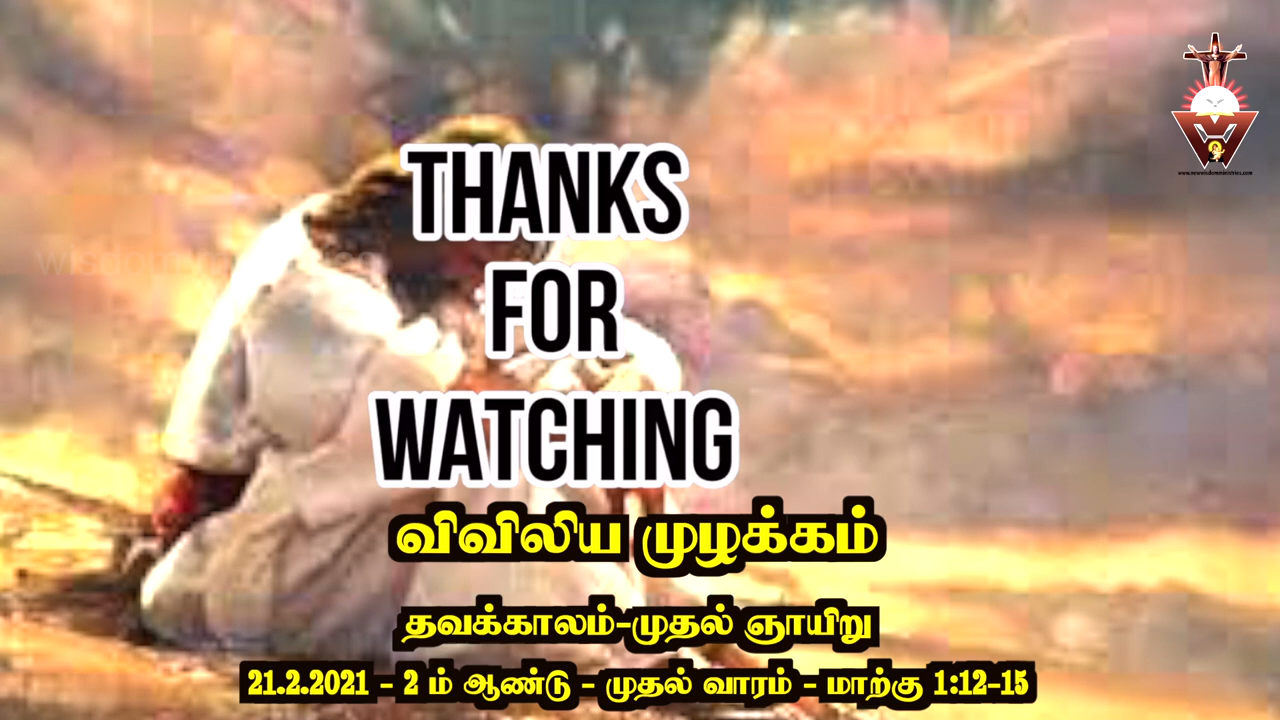 THANKS
FOR
WATCHING
விவிலிய முழக்கம்
தவக்காலம்-முதல் ஞாயிறு
21.2.2021 - 2 ம் ஆண்டு - முதல் வாரம் - மாற்கு 1:12-15